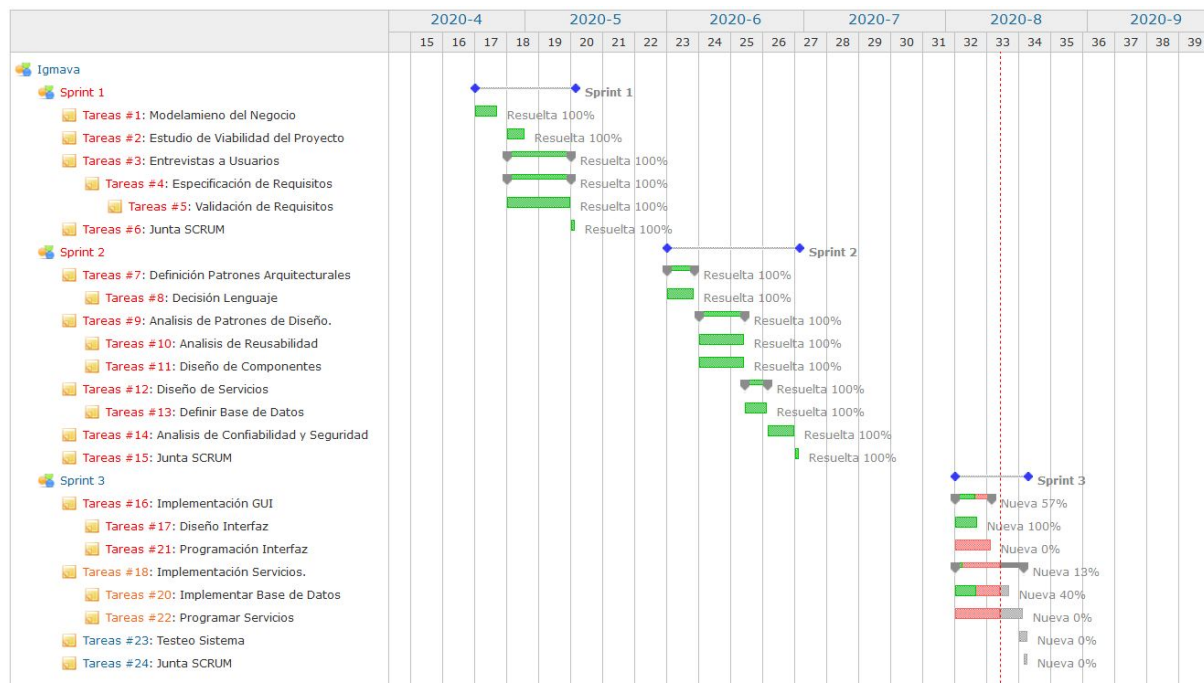 2020-4 2020-5 2020-6 2020-7 2020-8 2020-9
15 16 17 18 19 20 21 22 23 24 25 26 27 28 29 30 31 32 33 34 35 36 37 38 39
Igmava
Sprint 1 Sprint 1
Tareas #1: Modelamieno del Negocio Resuelta 100%
Tareas #2: Estudio de Viabilidad del Proyecto Resuelta 100%
Tareas #3: Entrevistas a Usuarios Resuelta 100%
Tareas #4: Especificación de Requisitos Resuelta 100%
Tareas #5: Validación de Requisitos Resuelta 100%
Tareas #6: Junta SCRUM Resuelta 100%
Sprint 2 Sprint 2
Tareas #7: Definición Patrones Arquitecturales Resuelta 100%
Tareas #8: Decisión Lenguaje Resuelta 100%
Tareas #9: Analisis de Patrones de Diseño. Resuelta 100%
Tareas #10: Analisis de Reusabilidad Resuelta 100%
Tareas #11: Diseño de Componentes Resuelta 100%
Tareas #12: Diseño de Servicios Resuelta 100%
Tareas #13: Definir Base de Datos Resuelta 100%
Tareas #14: Analisis de Confiabilidad y Seguridad Resuelta 100%
Tareas #15: Junta SCRUM Resuelta 100%
Sprint 3 Sprint 3
Tareas #16: Implementación GUI Nueva 57%
Tareas #17: Diseño Interfaz Nueva 100%
Tareas #21: Programación Interfaz Nueva 0%
Tareas #18: Implementación Servicios. Nueva 13%
Tareas #20: Implementar Base de Datos Nueva 40%
Tareas #22: Programar Servicios Nueva 0%
Tareas #23: Testeo Sistema Nueva 0%
Tareas #24: Junta SCRUM Nueva 0%